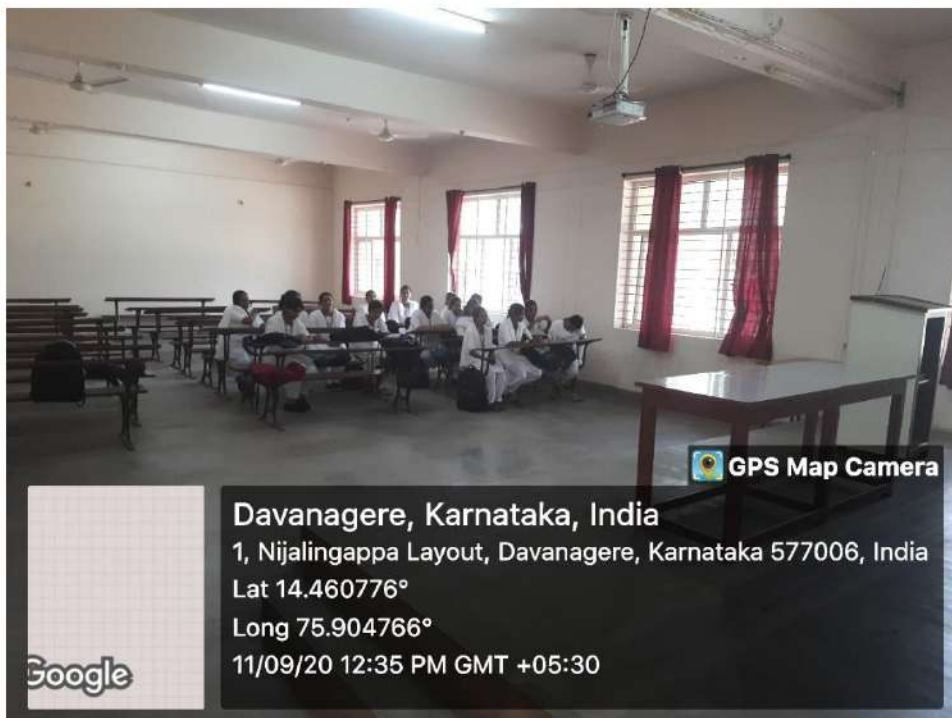 GPS Map Camera
Davanagere, Karnataka, India
1, Nijalingappa Layout, Davanagere, Karnataka 577006, India
Lat 14.460776°
Long 75.904766°
11/09/20 12:35 PM GMT +05:30
Google